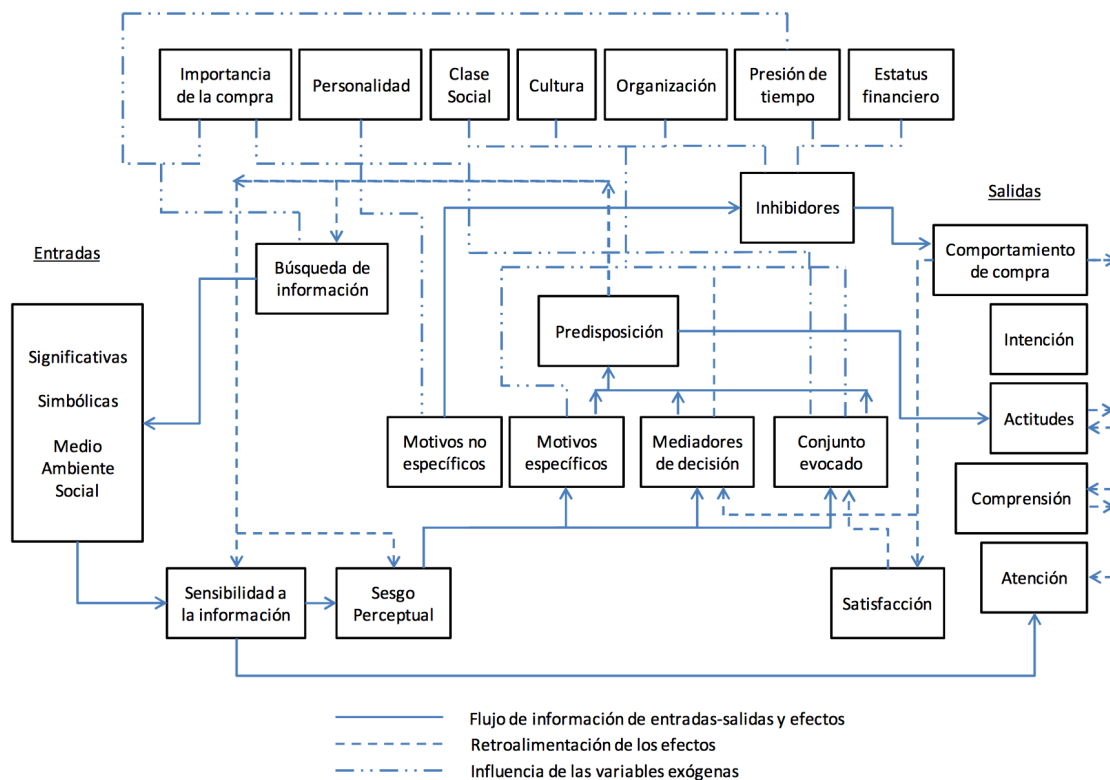 Importancia
de la compra
Personalidad
Clase
Social
Cultura
Organización
Presión de
tiempo
Estatus
financiero
Inhibidores
Salidas
Entradas
Búsqueda de
información
Comportamiento
de compra
Significativas
Simbólicas
Medio
Ambiente
Social
Predisposición
Intención
Motivos no
específicos
Motivos
específicos
Mediadores
de decisión
Conjunto
evocado
Actitudes
Comprensión
Sensibilidad a
la información
Sesgo
Perceptual
Satisfacción
Atención
Flujo de información de entradas-salidas y efectos
Retroalimentación de los efectos
Influencia de las variables exógenas